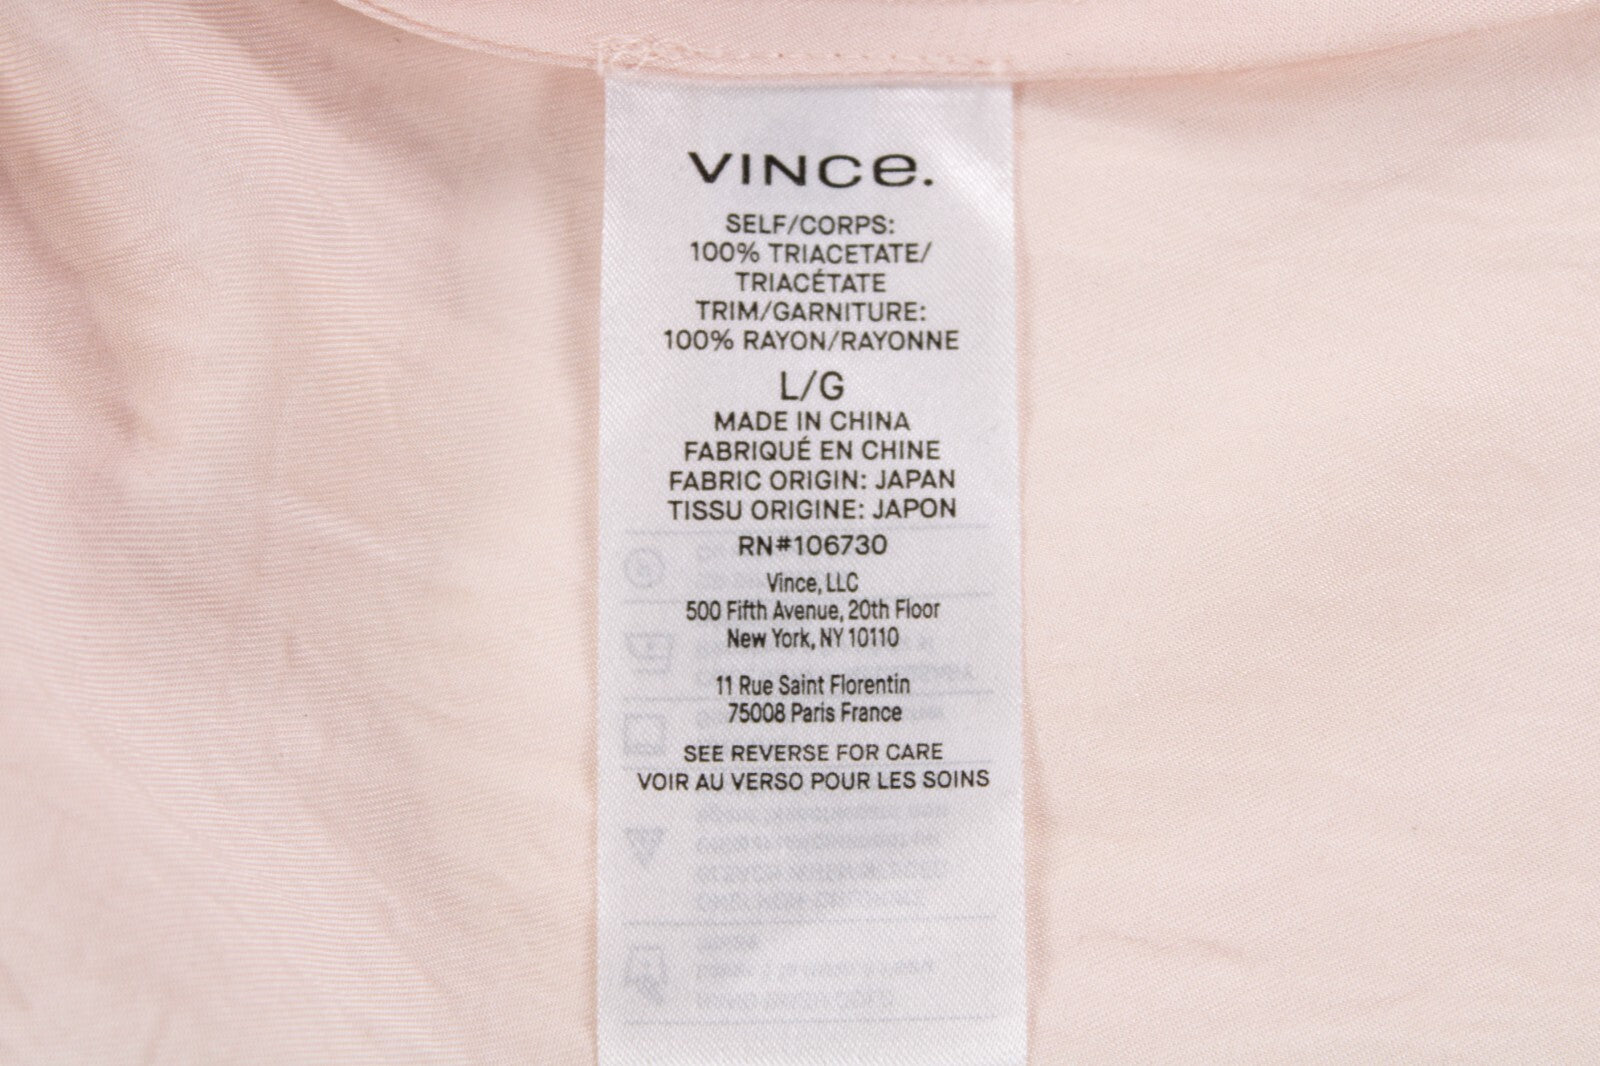 VINCe.
SELF/CORPS:
100% TRIACETATE/
TRIACÉTATE
TRIM/GARNITURE:
100% RAYON/RAYONNE
L/G
MADE IN CHINA
FABRIQUÉ EN CHINE
FABRIC ORIGIN: JAPAN
TISSU ORIGINE: JAPON
RN#106730
Vince, LLC
500 Fifth Avenue, 20th Floor
New York, NY 10110
11 Rue Saint Florentin
75008 Paris France
SEE REVERSE FOR CARE
VOIR AU VERSO POUR LES SOINS